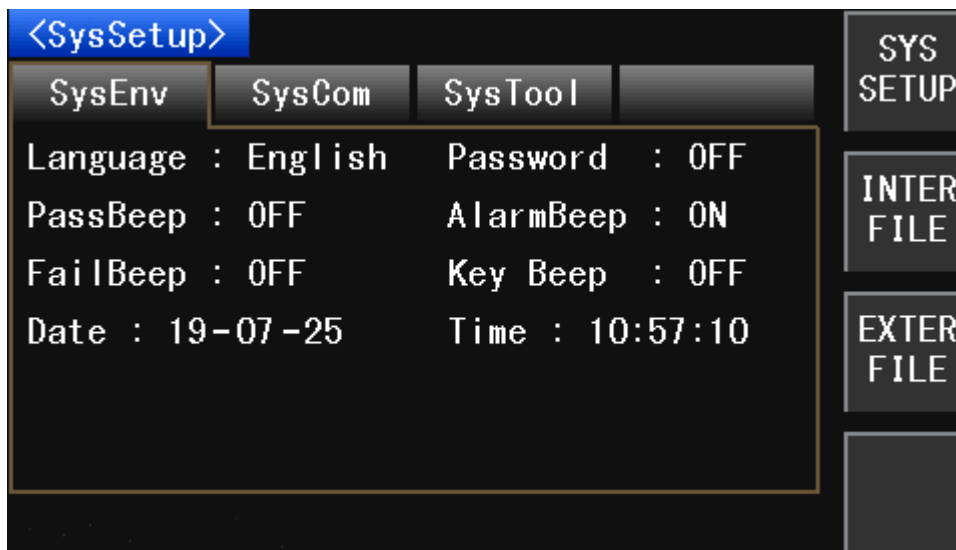 <SysSetup>
SysEnv SysCom SysTool
Language : English Password : OFF
PassBeep : OFF AlarmBeep : ON
FailBeep : OFF Key Beep : OFF
Date : 19-07-25 Time : 10:57:10
SYS
SETUP
INTER
FILE
EXTER
FILE